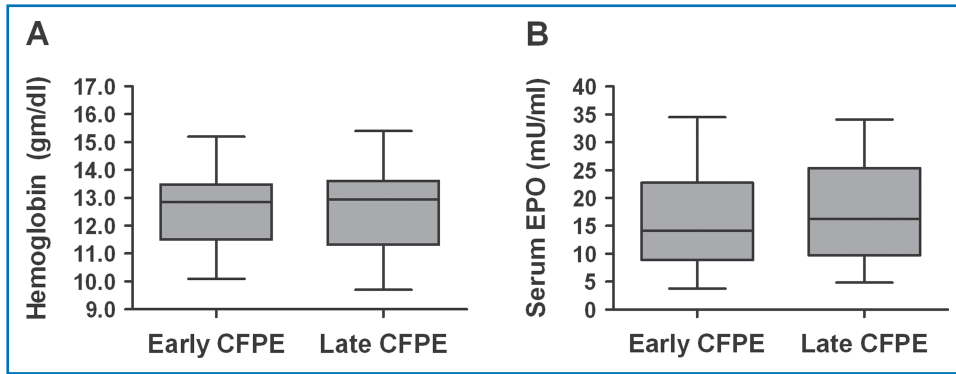 A
Hemoglobin (gm/dl)
17.0
16.0
15.0
14.0
13.0
12.0
11.0
10.0
9.0
Early CFPE
Late CFPE
B
Serum EPO (mU/ml)
40
35
30
25
20
15
10
5
0
Early CFPE
Late CFPE